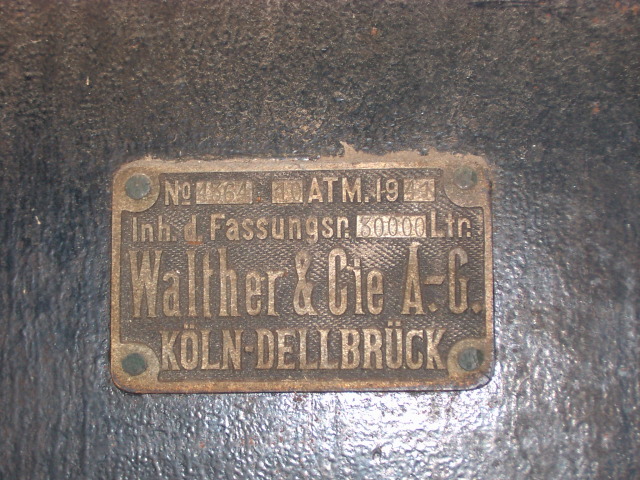 No ATM. 19
Inh. d. Fassungsr. 30000 Ltr.
Walther & Cie A.-G.
KÖLN-DELLBRÜCK